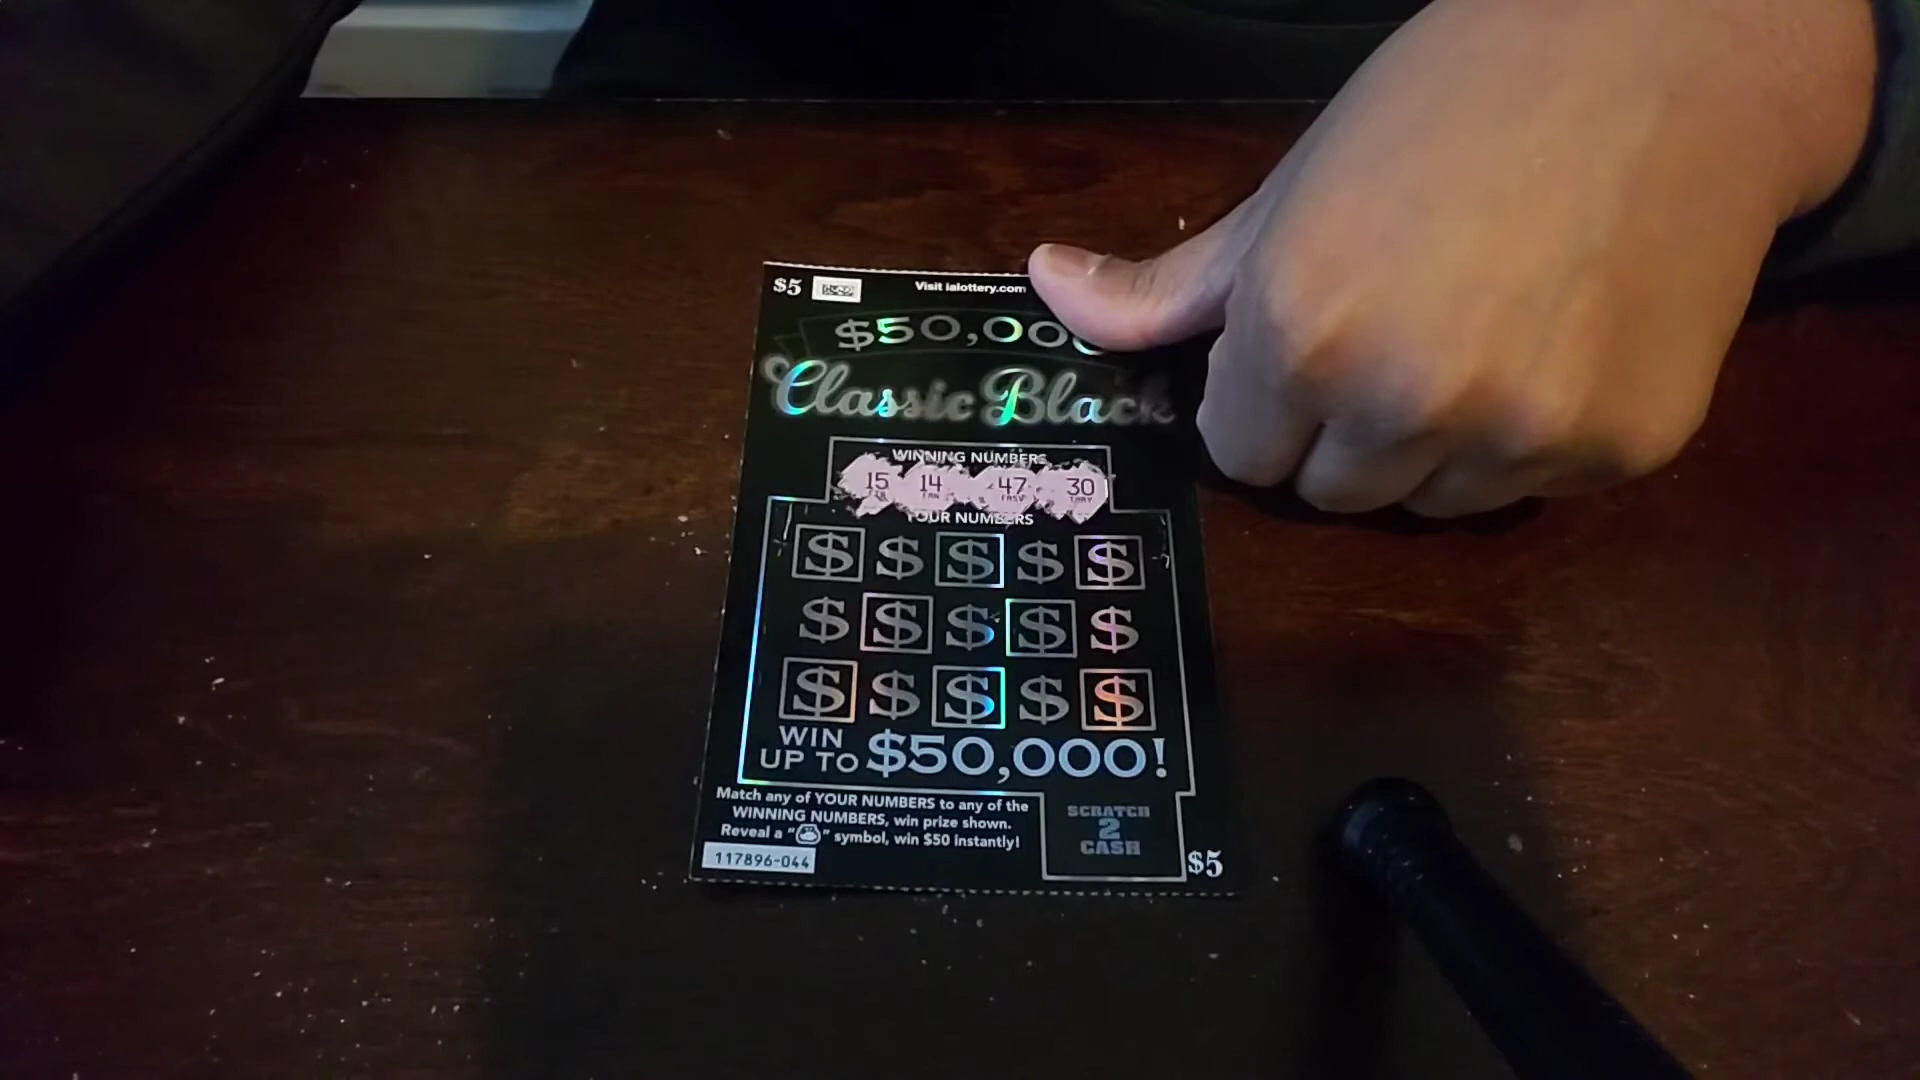 $5
Visit ialottery.com
$50,00
Classic Black
WINNING NUMBERS
15 14 47 30
YOUR NUMBERS
$ $ $ $ $
$ $ $ $ $
$ $ $ $ $
WIN
UP TO $50,000!
Match any of YOUR NUMBERS to any of the
WINNING NUMBERS, win prize shown.
Reveal a " " symbol, win $50 instantly!
117896-044
SCRATCH
2
CASH
$5